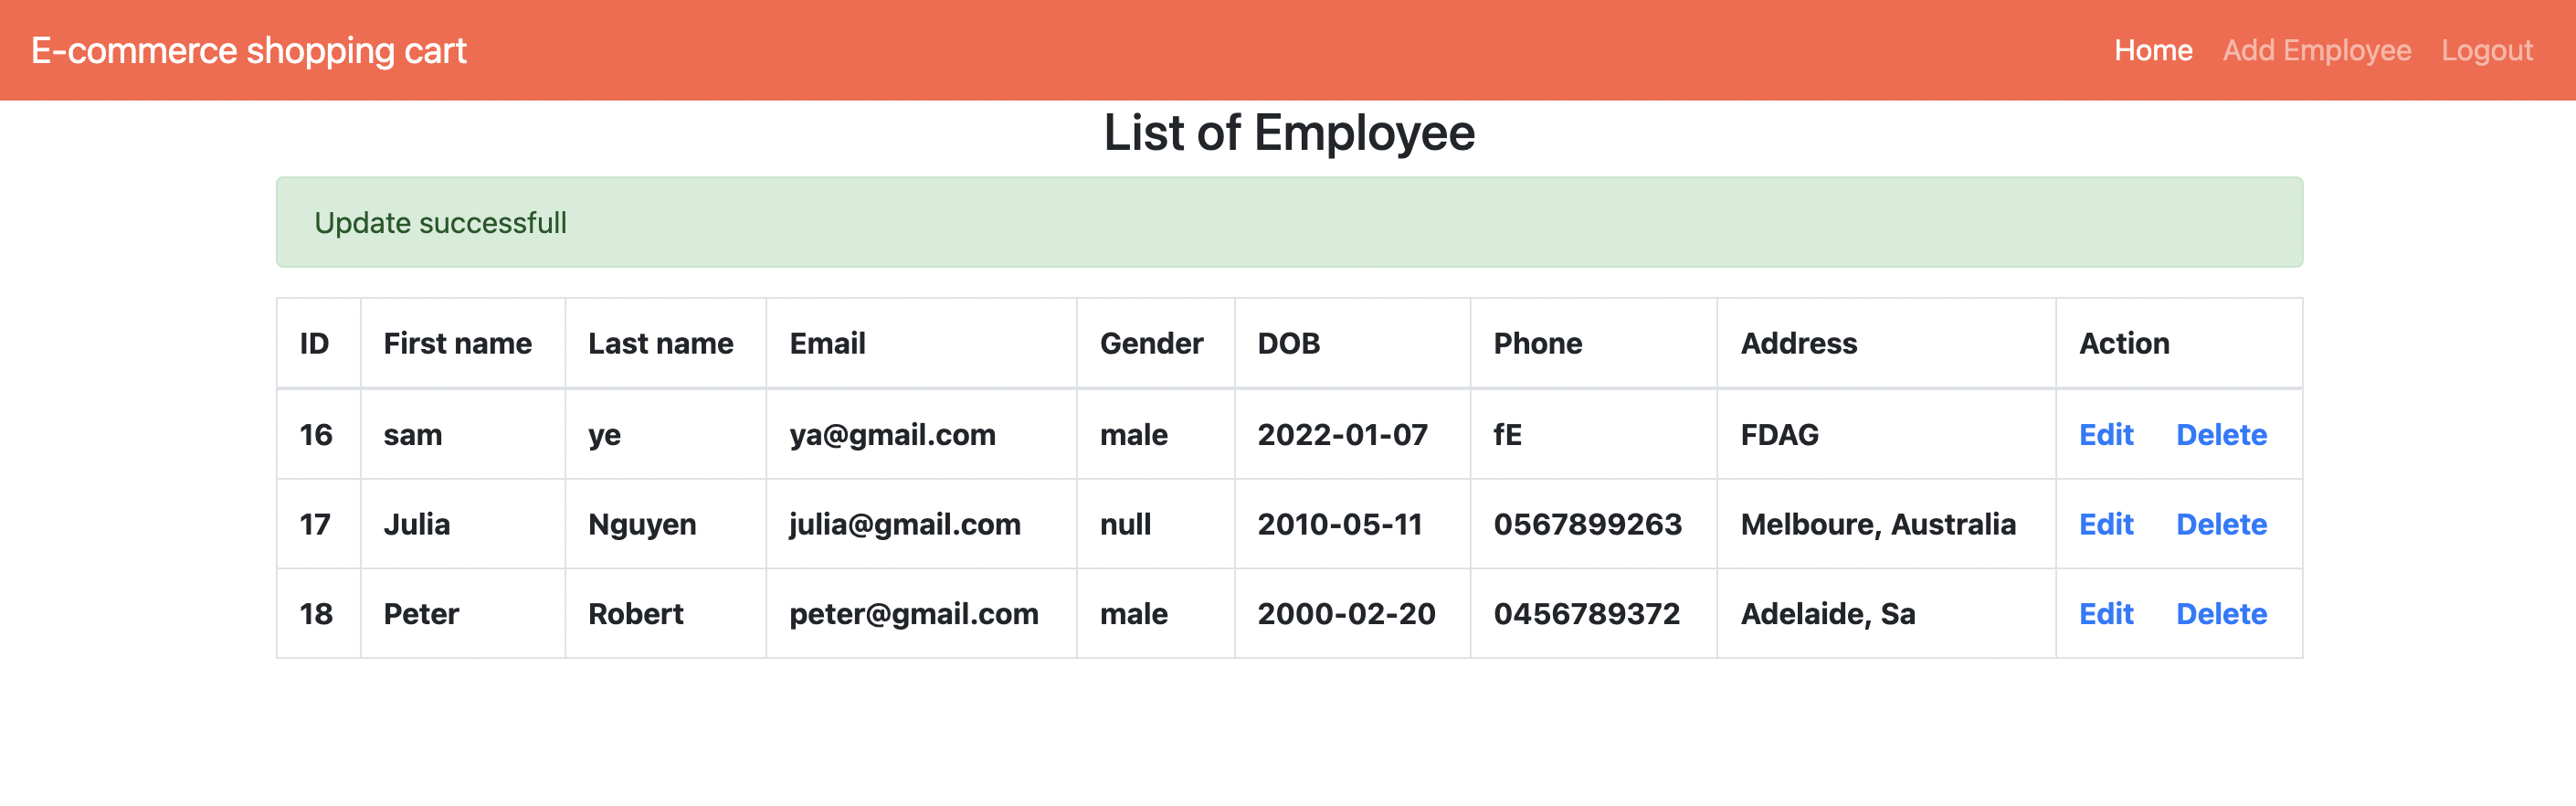 E-commerce shopping cart Home Add Employee Logout
List of Employee
Update successfull
ID First name Last name Email Gender DOB Phone Address Action
16 sam ye ya@gmail.com male 2022-01-07 fE FDAG Edit Delete
17 Julia Nguyen julia@gmail.com null 2010-05-11 0567899263 Melboure, Australia Edit Delete
18 Peter Robert peter@gmail.com male 2000-02-20 0456789372 Adelaide, Sa Edit Delete